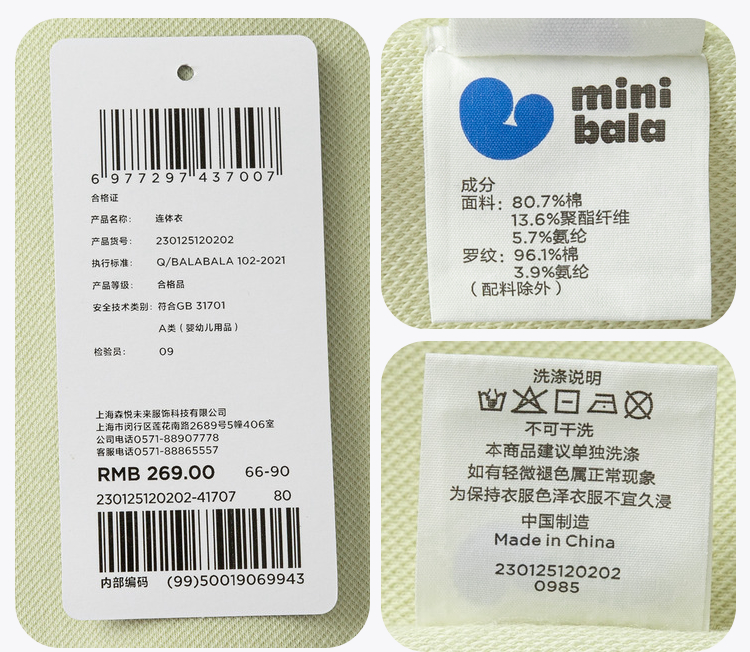 6 977297 437007
合格证
产品名称: 连体衣
产品货号: 230125120202
执行标准: Q/BALABALA 102-2021
产品等级: 合格品
安全技术类别: 符合GB 31701
A类（婴幼儿用品）
检验员: 09
上海森悦未来服饰科技有限公司
上海市闵行区莲花南路2689号5幢406室
公司电话0571-88907778
客服电话0571-88865557
RMB 269.00 66-90
230125120202-41707 80
内部编码 (99)50019069943
mini
bala
成分
面料: 80.7%棉
13.6%聚酯纤维
5.7%氨纶
罗纹: 96.1%棉
3.9%氨纶
（配料除外）
洗涤说明
不可干洗
本商品建议单独洗涤
如有轻微褪色属正常现象
为保持衣服色泽衣服不宜久浸
中国制造
Made in China
230125120202
0985